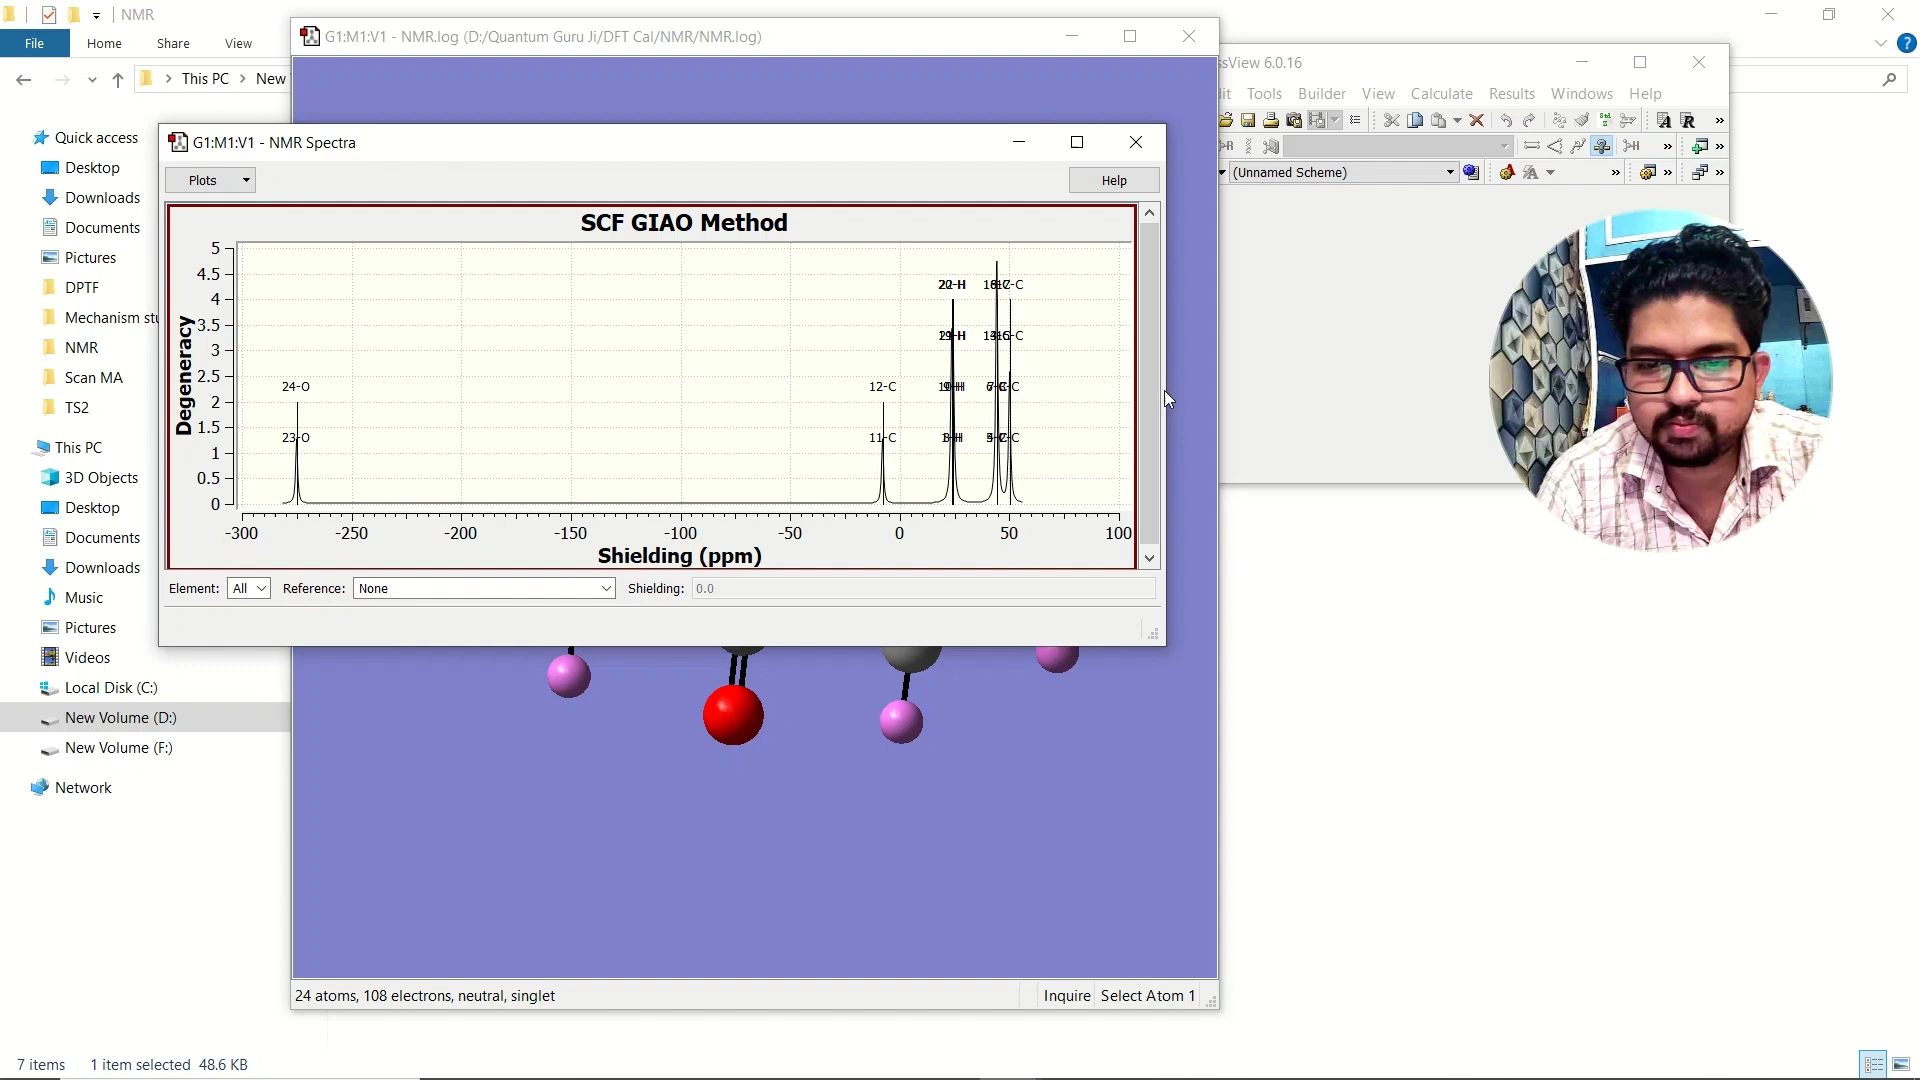 NMR
File
Home
Share
View
This PC
New
Quick access
Desktop
Downloads
Documents
Pictures
DPTF
Mechanism stu
NMR
Scan MA
TS2
This PC
3D Objects
Desktop
Documents
Downloads
Music
Pictures
Videos
Local Disk (C:)
New Volume (D:)
New Volume (F:)
Network
7 items
1 item selected 48.6 KB
G1:M1:V1 - NMR.log (D:/Quantum Guru Ji/DFT Cal/NMR/NMR.log)
24 atoms, 108 electrons, neutral, singlet
Inquire
Select Atom 1
G1:M1:V1 - NMR Spectra
Plots
Help
SCF GIAO Method
Degeneracy
5
4.5
4
3.5
3
2.5
2
1.5
1
0.5
0
24-O
23-O
12-C
11-C
-300
-250
-200
-150
-100
-50
0
50
100
Shielding (ppm)
Element:
All
Reference:
None
Shielding:
0.0
ssView 6.0.16
dit
Tools
Builder
View
Calculate
Results
Windows
Help
(Unnamed Scheme)